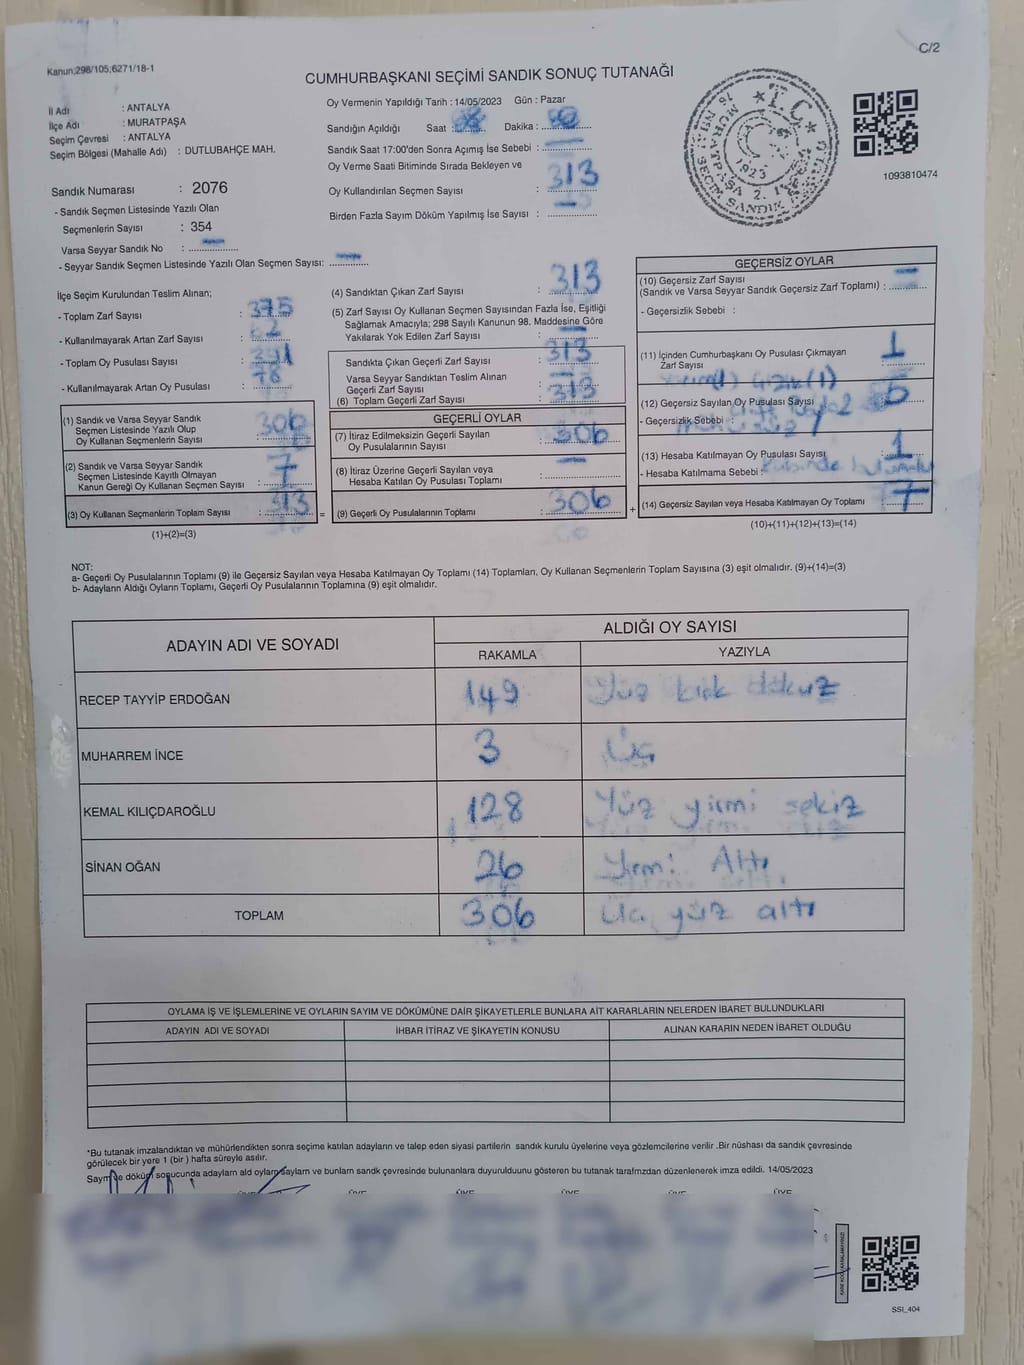 C/2
Kanun;298/105;6271/18-1
CUMHURBAŞKANI SEÇİMİ SANDIK SONUÇ TUTANAĞI
İl Adı : ANTALYA
İlçe Adı : MURATPAŞA
Seçim Çevresi : ANTALYA
Seçim Bölgesi (Mahalle Adı) : DUTLUBAHÇE MAH.
Sandık Numarası : 2076
- Sandık Seçmen Listesinde Yazılı Olan
Seçmenlerin Sayısı : 354
Varsa Seyyar Sandık No :
- Seyyar Sandık Seçmen Listesinde Yazılı Olan Seçmen Sayısı:
Oy Vermenin Yapıldığı Tarih : 14/05/2023 Gün : Pazar
Sandığın Açıldığı Saat : Dakika :
Sandık Saat 17:00'den Sonra Açımış İse Sebebi :
Oy Verme Saati Bitiminde Sırada Bekleyen ve
Oy Kullandırılan Seçmen Sayısı : 313
Birden Fazla Sayım Döküm Yapılmış İse Sayısı :
T.C.
1923
1093810474
İlçe Seçim Kurulundan Teslim Alınan;
- Toplam Zarf Sayısı : 375
- Kullanılmayarak Artan Zarf Sayısı : 62
- Toplam Oy Pusulası Sayısı : 391
- Kullanılmayarak Artan Oy Pusulası : 78
(1) Sandık ve Varsa Seyyar Sandık
Seçmen Listesinde Yazılı Olup
Oy Kullanan Seçmenlerin Sayısı : 306
(2) Sandık ve Varsa Seyyar Sandık
Seçmen Listesinde Kayıtlı Olmayan
Kanun Gereği Oy Kullanan Seçmen Sayısı : 7
(3) Oy Kullanan Seçmenlerin Toplam Sayısı : 313
(1)+(2)=(3)
=
(4) Sandıktan Çıkan Zarf Sayısı : 313
(5) Zarf Sayısı Oy Kullanan Seçmen Sayısından Fazla İse, Eşitliği
Sağlamak Amacıyla; 298 Sayılı Kanunun 98. Maddesine Göre
Yakılarak Yok Edilen Zarf Sayısı :
Sandıkta Çıkan Geçerli Zarf Sayısı : 313
Varsa Seyyar Sandıktan Teslim Alınan
Geçerli Zarf Sayısı :
(6) Toplam Geçerli Zarf Sayısı : 313
GEÇERLİ OYLAR
(7) İtiraz Edilmeksizin Geçerli Sayılan
Oy Pusulalarının Sayısı : 306
(8) İtiraz Üzerine Geçerli Sayılan veya
Hesaba Katılan Oy Pusulası Toplamı :
(9) Geçerli Oy Pusulalarının Toplamı : 306
+
GEÇERSİZ OYLAR
(10) Geçersiz Zarf Sayısı
(Sandık ve Varsa Seyyar Sandık Geçersiz Zarf Toplamı) :
- Geçersizlik Sebebi :
(11) İçinden Cumhurbaşkanı Oy Pusulası Çıkmayan
Zarf Sayısı : 1
(12) Geçersiz Sayılan Oy Pusulası Sayısı : 6
- Geçersizlik Sebebi :
(13) Hesaba Katılmayan Oy Pusulası Sayısı : 1
- Hesaba Katılmama Sebebi :
(14) Geçersiz Sayılan veya Hesaba Katılmayan Oy Toplamı : 7
(10)+(11)+(12)+(13)=(14)
NOT:
a- Geçerli Oy Pusulalarının Toplamı (9) ile Geçersiz Sayılan veya Hesaba Katılmayan Oy Toplamı (14) Toplamları, Oy Kullanan Seçmenlerin Toplam Sayısına (3) eşit olmalıdır. (9)+(14)=(3)
b- Adayların Aldığı Oyların Toplamı, Geçerli Oy Pusulalarının Toplamına (9) eşit olmalıdır.
ADAYIN ADI VE SOYADI ALDIĞI OY SAYISI
RAKAMLA YAZIYLA
RECEP TAYYİP ERDOĞAN 149 Yüz kırk dokuz
MUHARREM İNCE 3 Üç
KEMAL KILIÇDAROĞLU 128 Yüz yirmi sekiz
SİNAN OĞAN 26 Yirmi Altı
TOPLAM 306 Üç yüz altı
OYLAMA İŞ VE İŞLEMLERİNE VE OYLARIN SAYIM VE DÖKÜMÜNE DAİR ŞİKAYETLERLE BUNLARA AİT KARARLARIN NELERDEN İBARET BULUNDUKLARI
ADAYIN ADI VE SOYADI İHBAR İTİRAZ VE ŞİKAYETİN KONUSU ALINAN KARARIN NEDEN İBARET OLDUĞU
*Bu tutanak imzalandıktan ve mühürlendikten sonra seçime katılan adayların ve talep eden siyasi partilerin sandık kurulu üyelerine veya gözlemcilerine verilir .Bir nüshası da sandık çevresinde
görülecek bir yere 1 (bir ) hafta süreyle asılır.
Saym ve döküm sonucunda adaylarn ald oylarn saylarn ve bunlarn sandk çevresinde bulunanlara duyurulduunu gösteren bu tutanak tarafmzdan düzenlenerek imza edildi. 14/05/2023
ÜYE ÜYE ÜYE ÜYE ÜYE
SSI_404